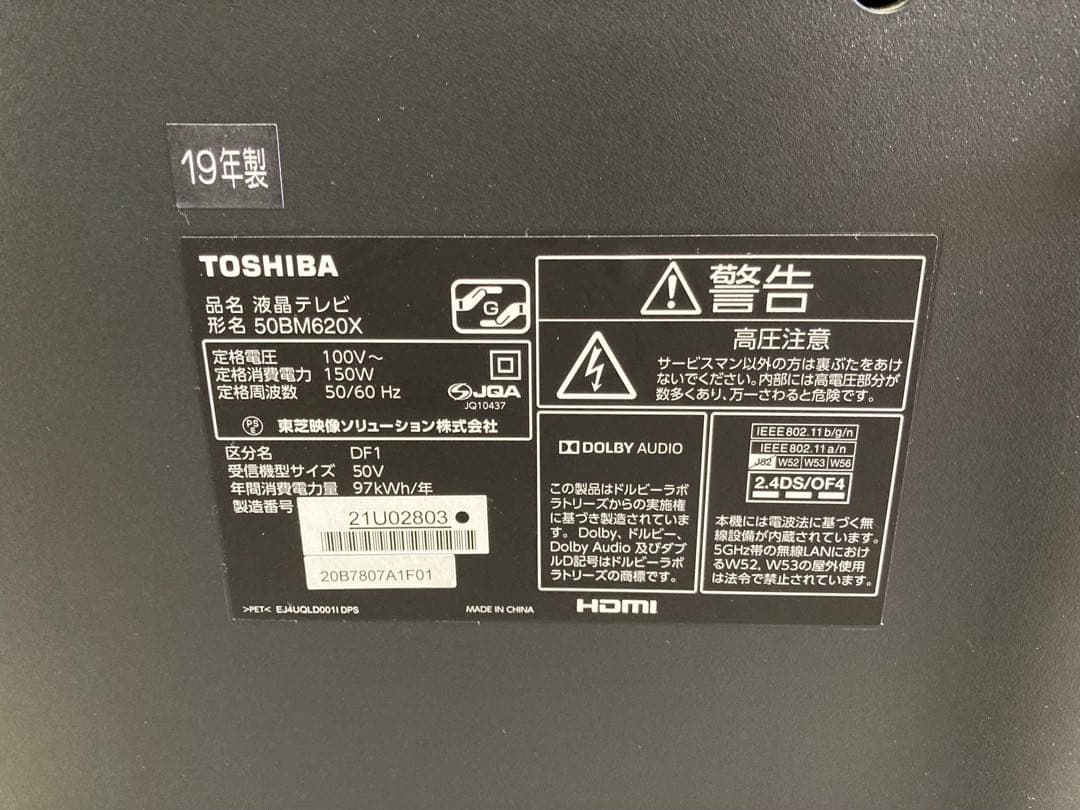 19年製
TOSHIBA
品名 液晶テレビ
形名 50BM620X
G
定格電圧 100V～
定格消費電力 150W
定格周波数 50/60 Hz
JQA
JQ10437
PS
E
東芝映像ソリューション株式会社
区分名 DF1
受信機型サイズ 50V
年間消費電力量 97kWh/年
製造番号
21U02803●
20B7807A1F01
>PET< EJ4UQLD001I DPS
MADE IN CHINA
警告
高圧注意
サービスマン以外の方は裏ぶたをあけ
ないでください。内部には高電圧部分が
数多くあり、万一さわると危険です。
DOLBY AUDIO
この製品はドルビーラボ
ラトリーズからの実施権
に基づき製造されていま
す。Dolby、ドルビー、
Dolby Audio 及びダブ
ルD記号はドルビーラボ
ラトリーズの商標です。
IEEE802.11b/g/n
IEEE802.11a/n
J52 W52 W53 W56
2.4DS/OF4
本機には電波法に基づく無
線設備が内蔵されています。
5GHz帯の無線LANにおけ
るW52, W53の屋外使用
は法令で禁止されています。
HDMI